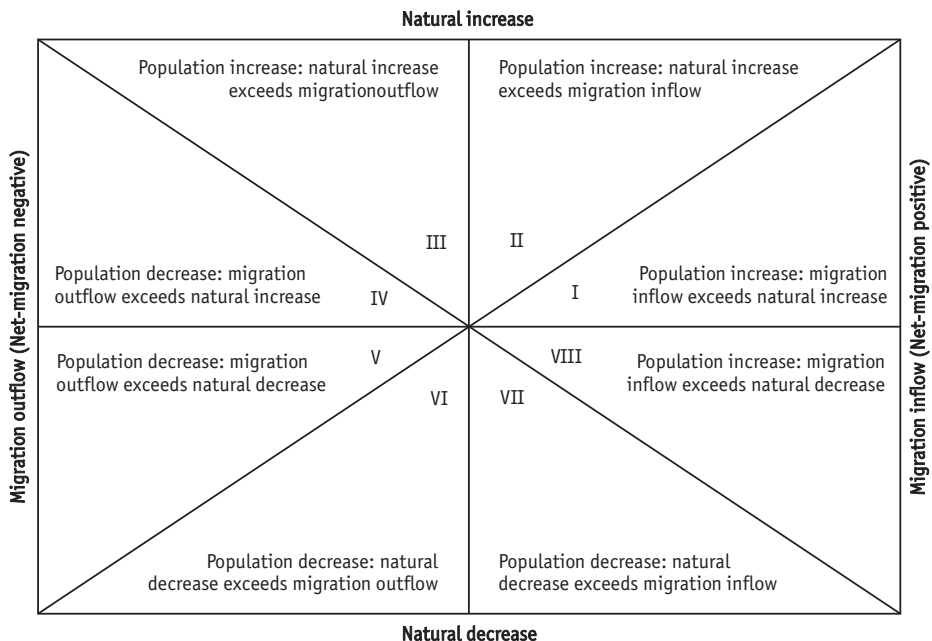 Natural increase
Population increase: natural increase
exceeds migrationoutflow
Population increase: natural increase
exceeds migration inflow
Migration outflow (Net-migration negative)
Migration inflow (Net-migration positive)
III
II
Population decrease: migration
outflow exceeds natural increase
IV
I
Population increase: migration
inflow exceeds natural increase
Population decrease: migration
outflow exceeds natural decrease
V
VIII
Population increase: migration
inflow exceeds natural decrease
VI
VII
Population decrease: natural
decrease exceeds migration outflow
Population decrease: natural
decrease exceeds migration inflow
Natural decrease